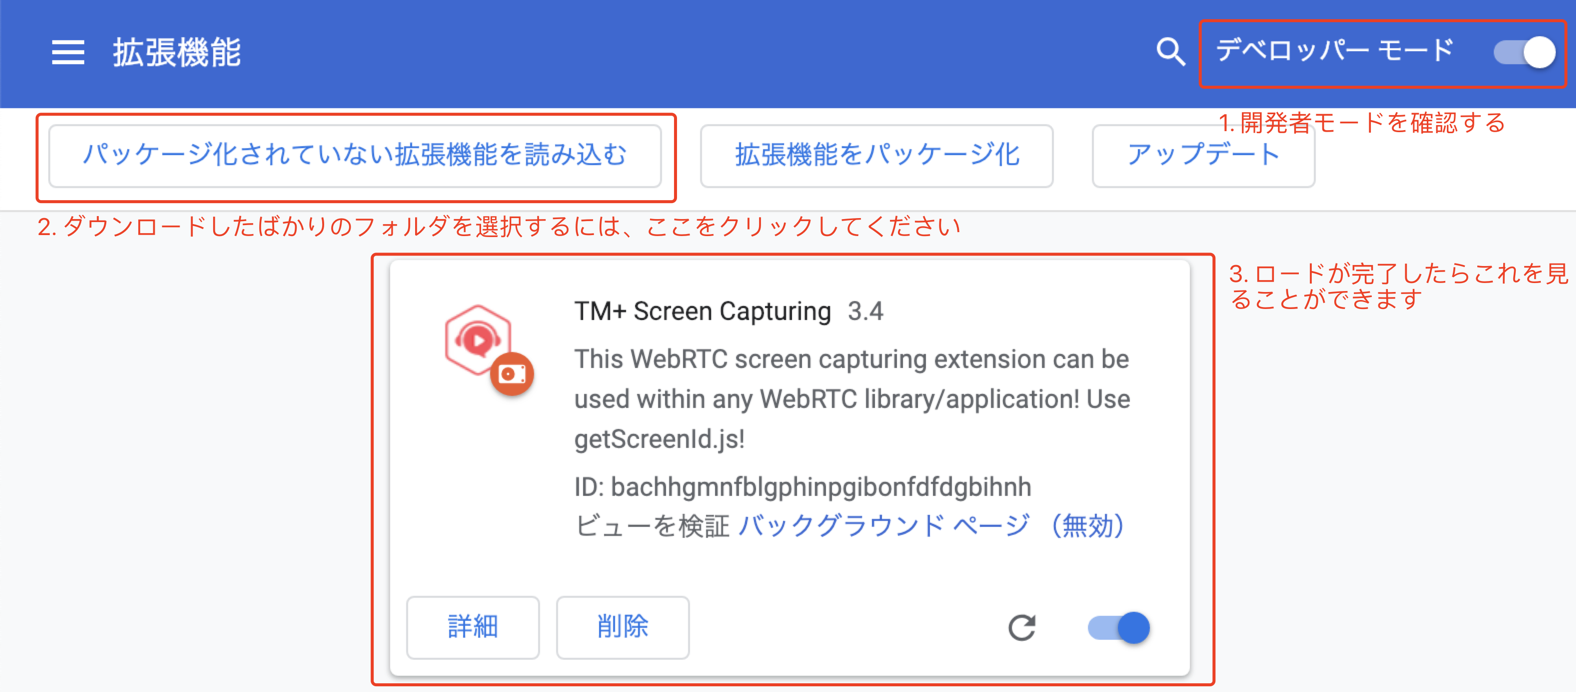 拡張機能
デベロッパー モード
1. 開発者モードを確認する
パッケージ化されていない拡張機能を読み込む
拡張機能をパッケージ化
アップデート
2. ダウンロードしたばかりのフォルダを選択するには、ここをクリックしてください
3. ロードが完了したらこれを見
ることができます
TM+ Screen Capturing 3.4
This WebRTC screen capturing extension can be
used within any WebRTC library/application! Use
getScreenId.js!
ID: bachhgmnfblgphinpgibonfdfdgbihnh
ビューを検証 バックグラウンド ページ （無効）
詳細
削除